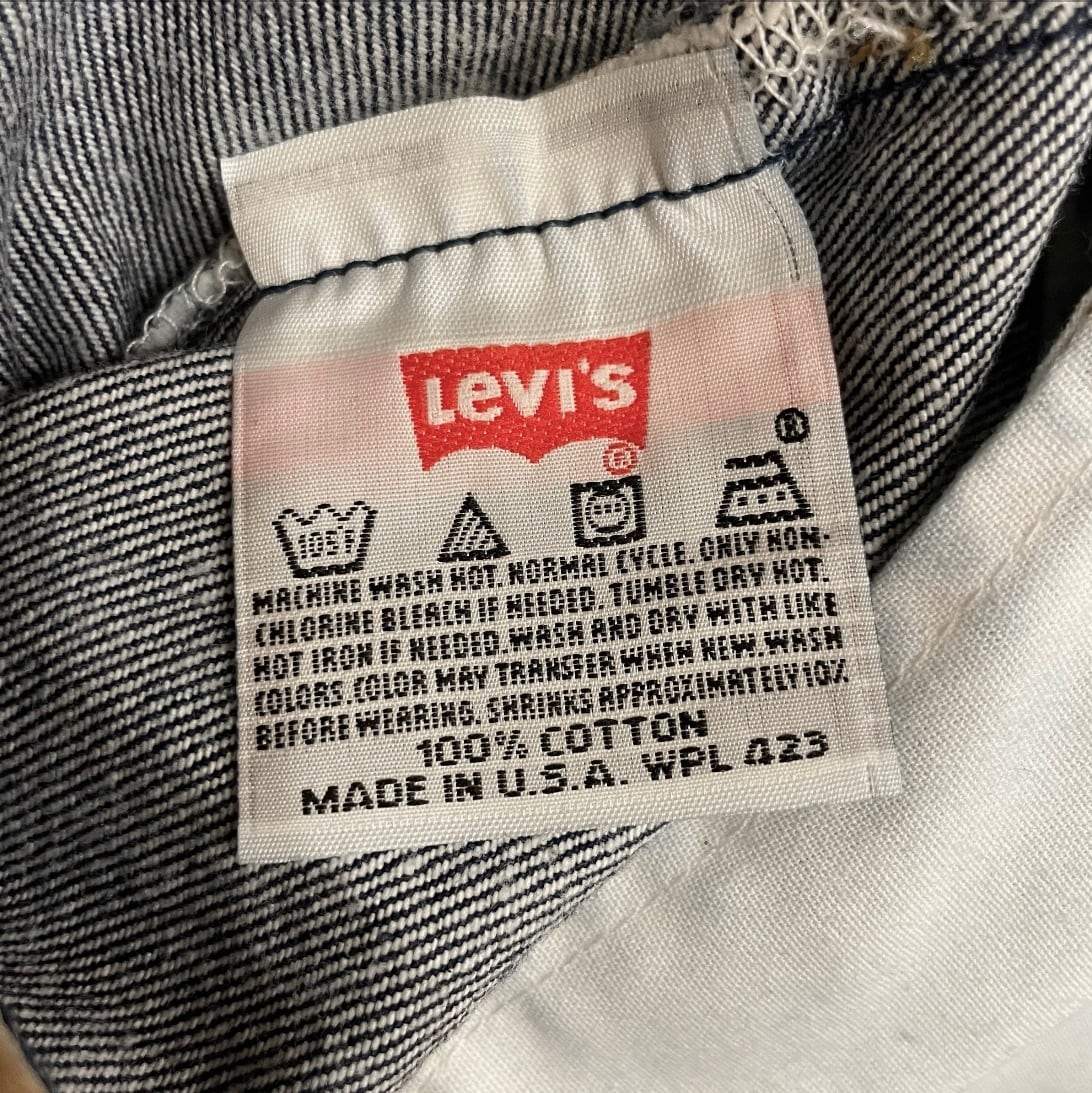 LEVI'S
®
®
105F
MACHINE WASH HOT. NORMAL CYCLE. ONLY NON-
CHLORINE BLEACH IF NEEDED. TUMBLE DRY HOT.
HOT IRON IF NEEDED. WASH AND DRY WITH LIKE
COLORS. COLOR MAY TRANSFER WHEN NEW. WASH
BEFORE WEARING. SHRINKS APPROXIMATELY 10%
100% COTTON
MADE IN U.S.A. WPL 423